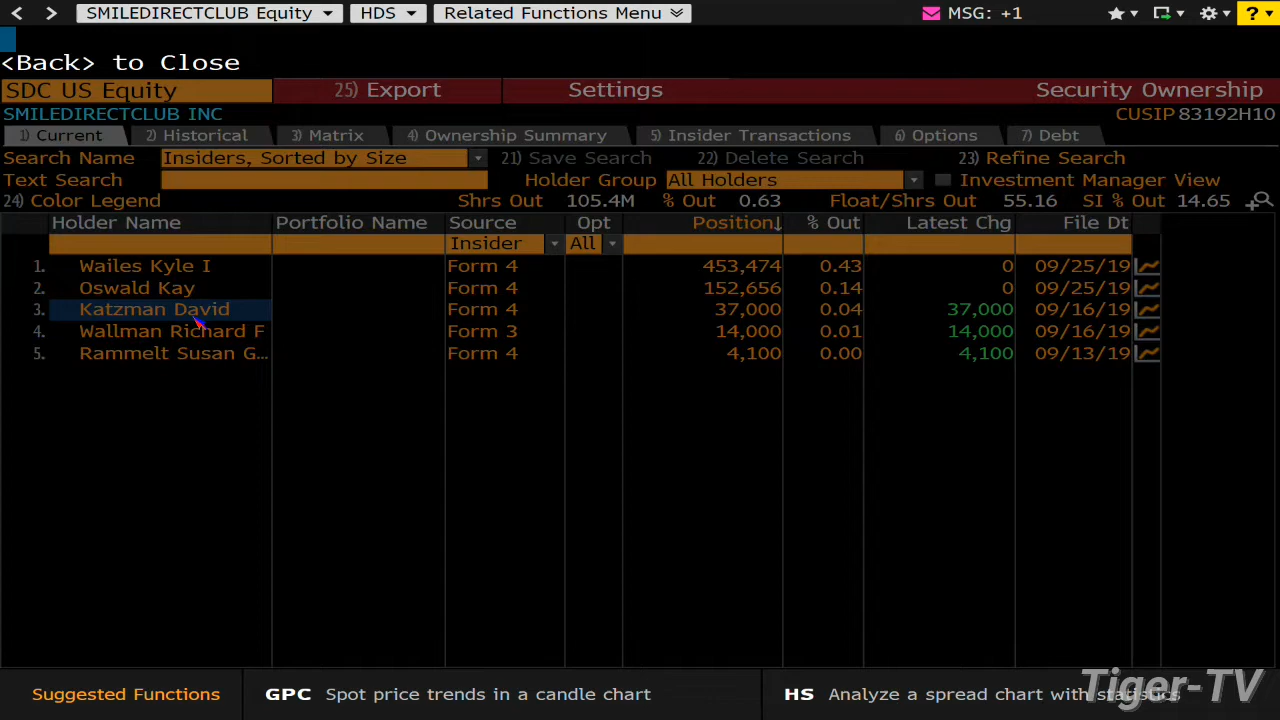 SMILEDIRECTCLUB Equity HDS Related Functions Menu MSG: +1 ?
<Back> to Close
SDC US Equity 25) Export Settings Security Ownership
SMILEDIRECTCLUB INC CUSIP 83192H10
1) Current 2) Historical 3) Matrix 4) Ownership Summary 5) Insider Transactions 6) Options 7) Debt
Search Name Insiders, Sorted by Size 21) Save Search 22) Delete Search 23) Refine Search
Text Search Holder Group All Holders Investment Manager View
24) Color Legend Shrs Out 105.4M % Out 0.63 Float/Shrs Out 55.16 SI % Out 14.65
Holder Name Portfolio Name Source Opt Position↓ % Out Latest Chg File Dt
Insider All
1. Wailes Kyle I Form 4 453,474 0.43 0 09/25/19
2. Oswald Kay Form 4 152,656 0.14 0 09/25/19
3. Katzman David Form 4 37,000 0.04 37,000 09/16/19
4. Wallman Richard F Form 3 14,000 0.01 14,000 09/16/19
5. Rammelt Susan G... Form 4 4,100 0.00 4,100 09/13/19
Suggested Functions GPC Spot price trends in a candle chart HS Analyze a spread chart with statistics
Tiger-TV